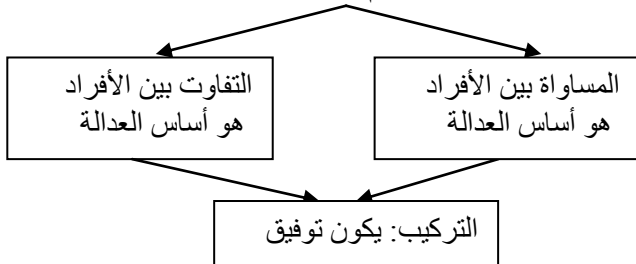 المساواة بين الأفراد
هو أساس العدالة
التفاوت بين الأفراد
هو أساس العدالة
التركيب: يكون توفيق